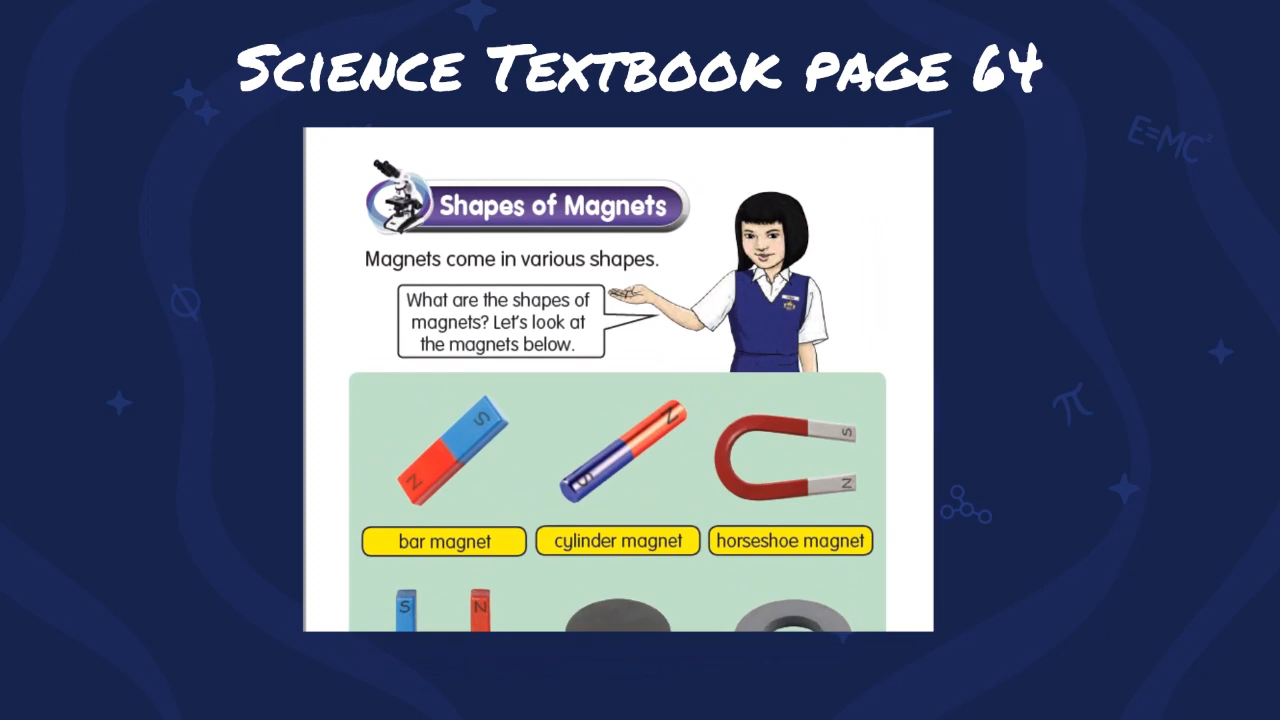 Science Textbook page 64
E=MC²
Shapes of Magnets
Magnets come in various shapes.
What are the shapes of
magnets? Let's look at
the magnets below.
π
N S
S N
S
N
bar magnet
cylinder magnet
horseshoe magnet
S N